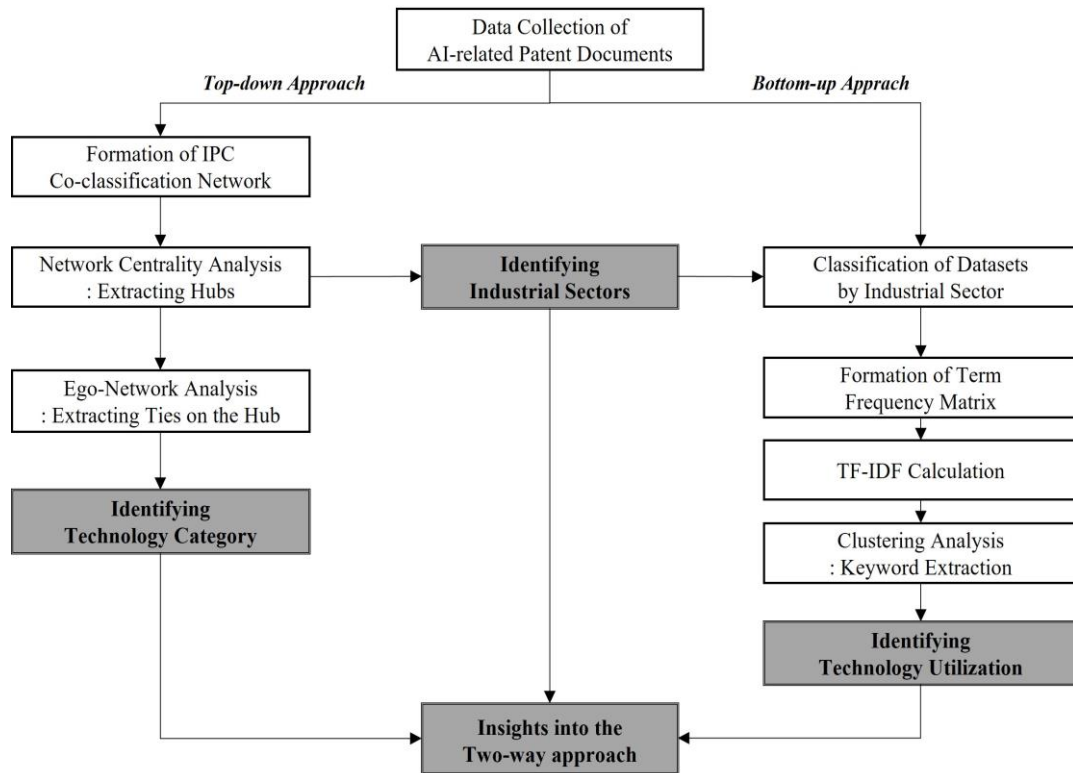 Data Collection of
AI-related Patent Documents
Top-down Approach
Bottom-up Apprach
Formation of IPC
Co-classification Network
Network Centrality Analysis
: Extracting Hubs
Identifying
Industrial Sectors
Classification of Datasets
by Industrial Sector
Ego-Network Analysis
: Extracting Ties on the Hub
Formation of Term
Frequency Matrix
TF-IDF Calculation
Identifying
Technology Category
Clustering Analysis
: Keyword Extraction
Identifying
Technology Utilization
Insights into the
Two-way approach